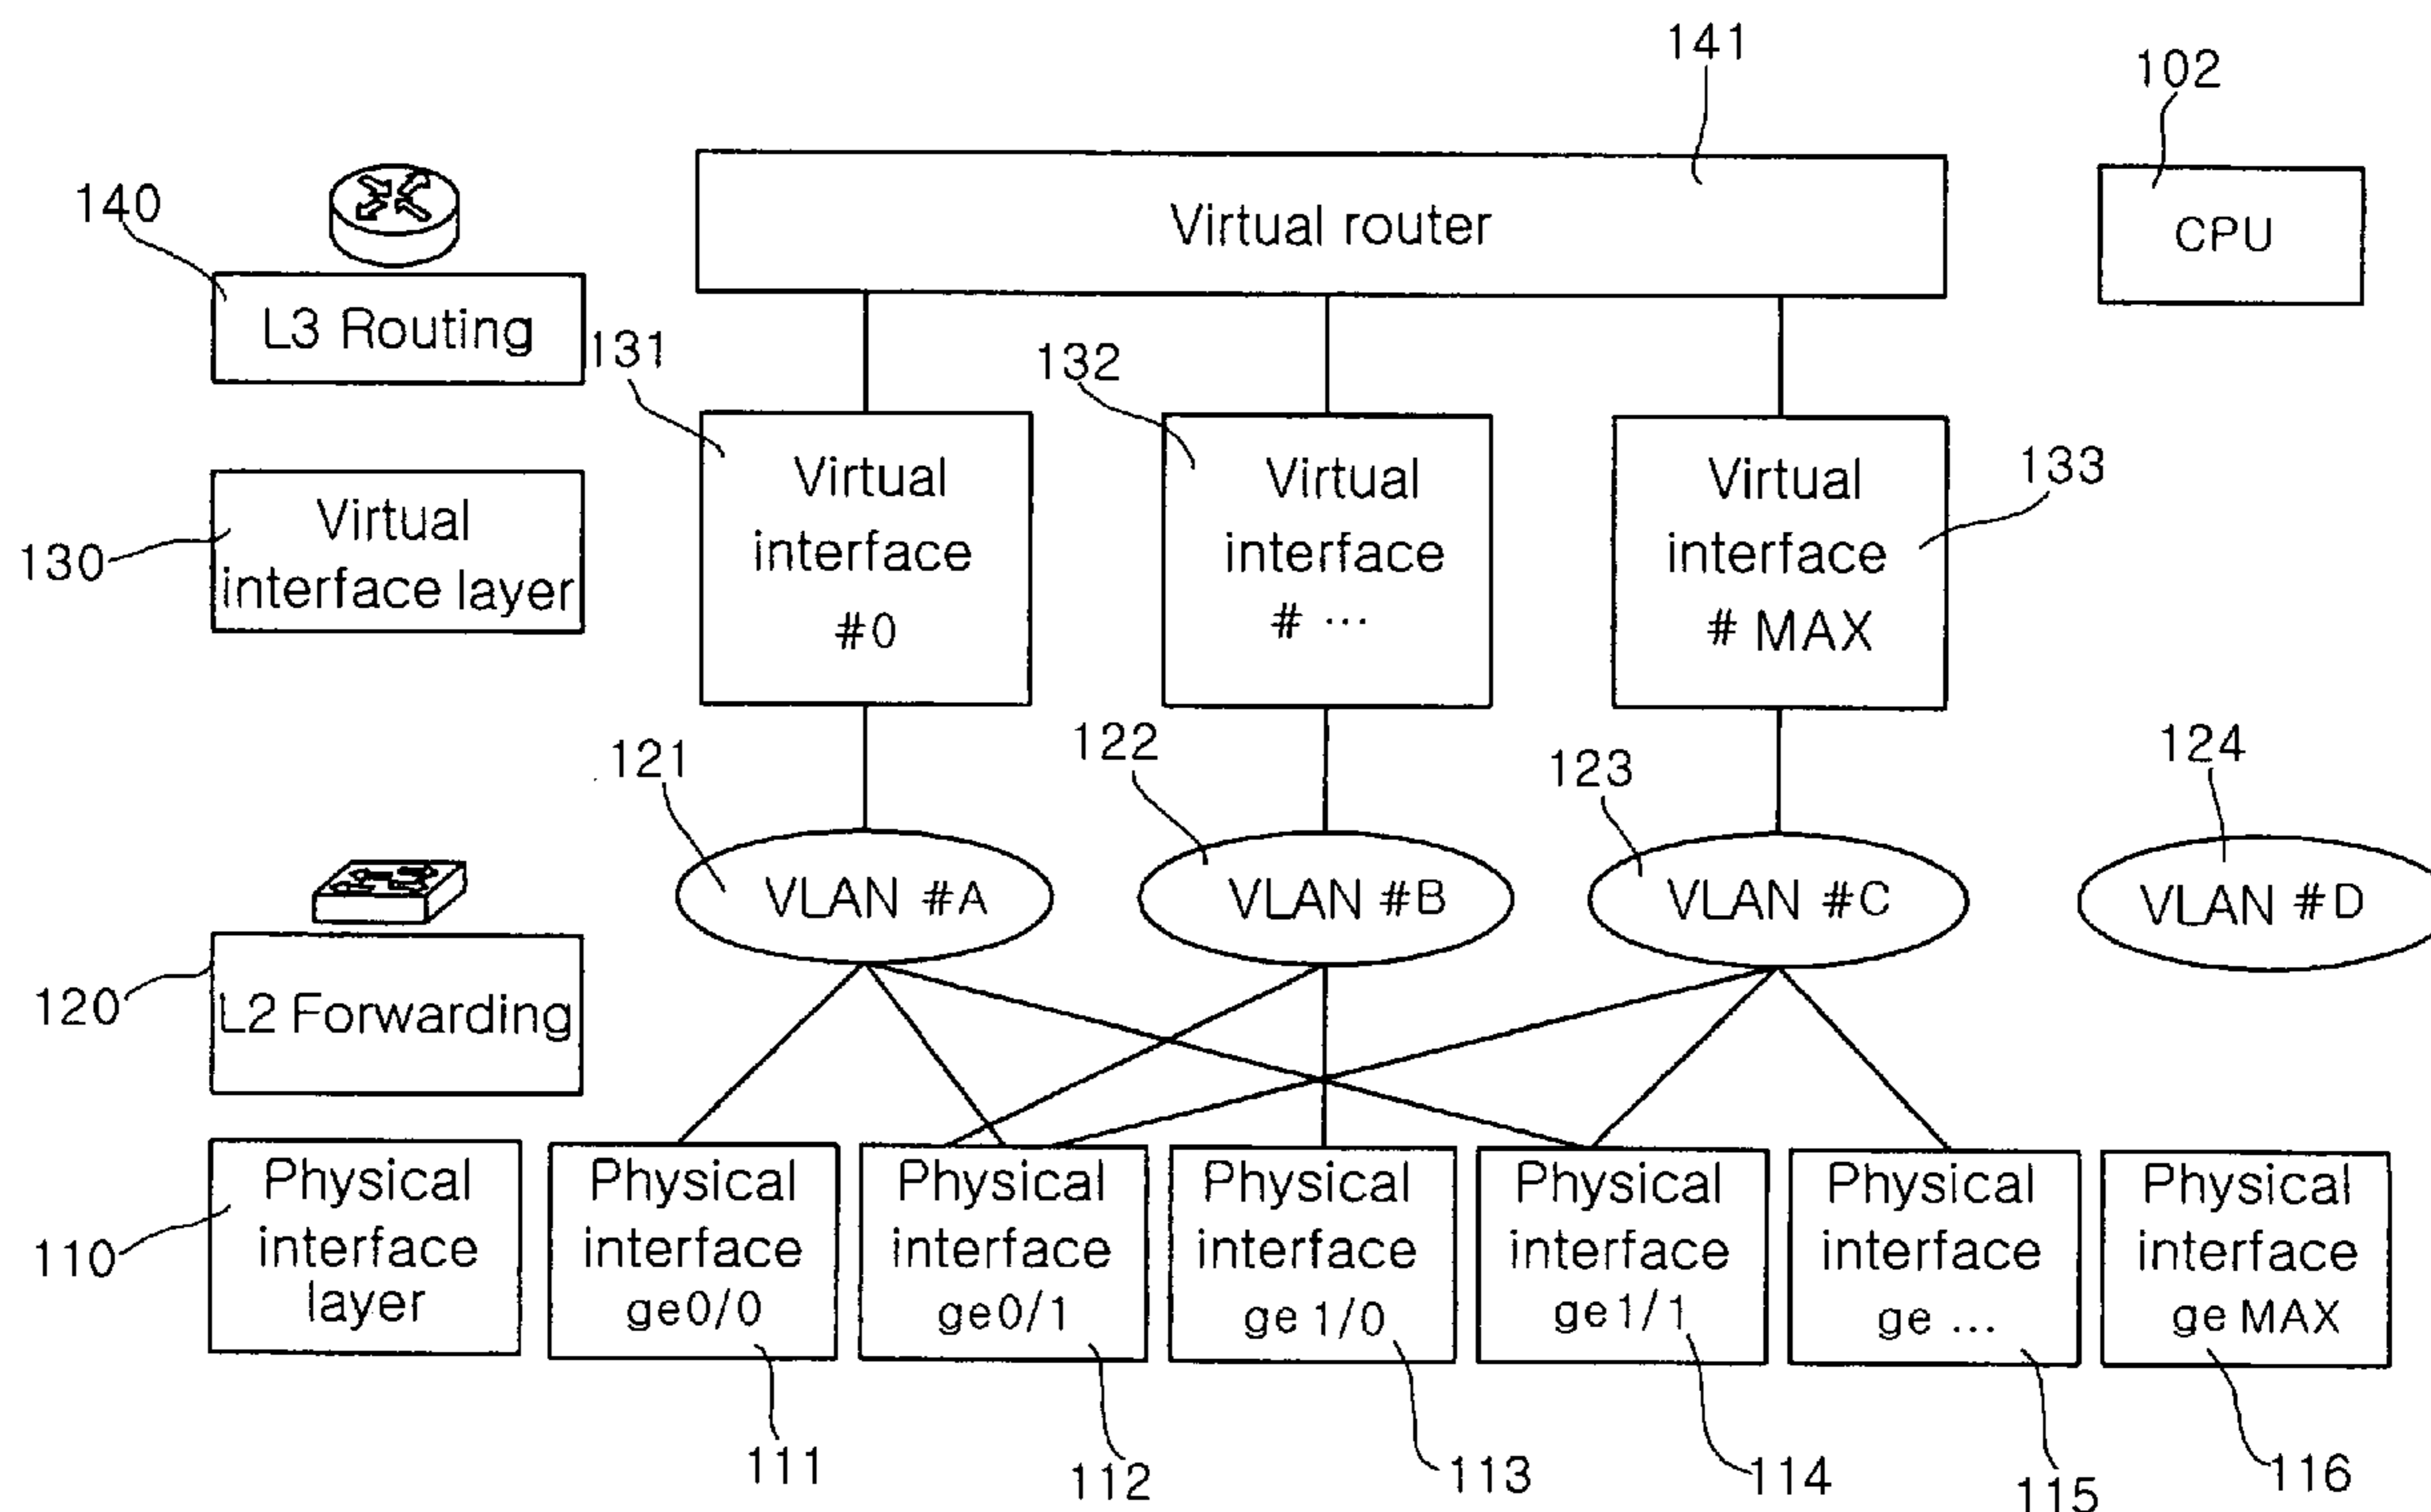 141
102
140
Virtual router
CPU
L3 Routing
131
132
133
130
Virtual
interface layer
Virtual
interface
#0
Virtual
interface
# ...
Virtual
interface
# MAX
121
122
123
124
VLAN #A
VLAN #B
VLAN #C
VLAN #D
120
L2 Forwarding
110
Physical
interface
layer
Physical
interface
ge0/0
Physical
interface
ge0/1
Physical
interface
ge 1/0
Physical
interface
ge1/1
Physical
interface
ge ...
Physical
interface
ge MAX
111
112
113
114
115
116